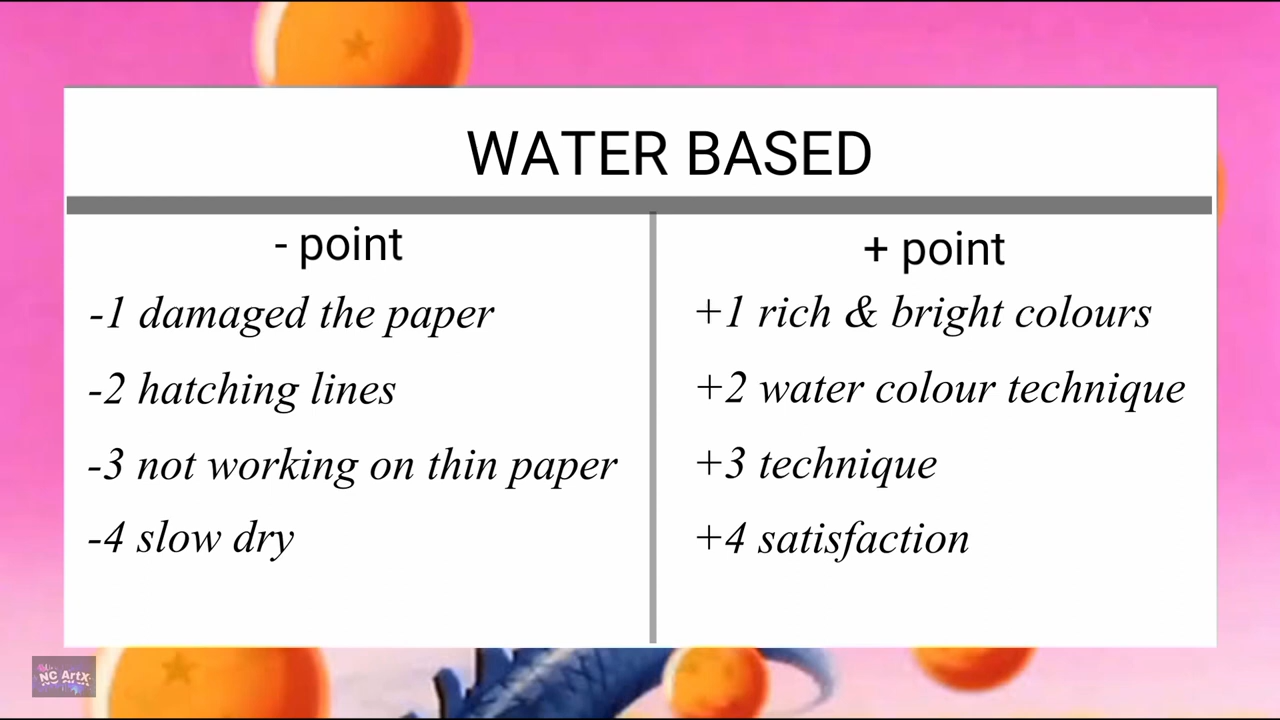 WATER BASED
- point
-1 damaged the paper
-2 hatching lines
-3 not working on thin paper
-4 slow dry
+ point
+1 rich & bright colours
+2 water colour technique
+3 technique
+4 satisfaction
NC ArtX